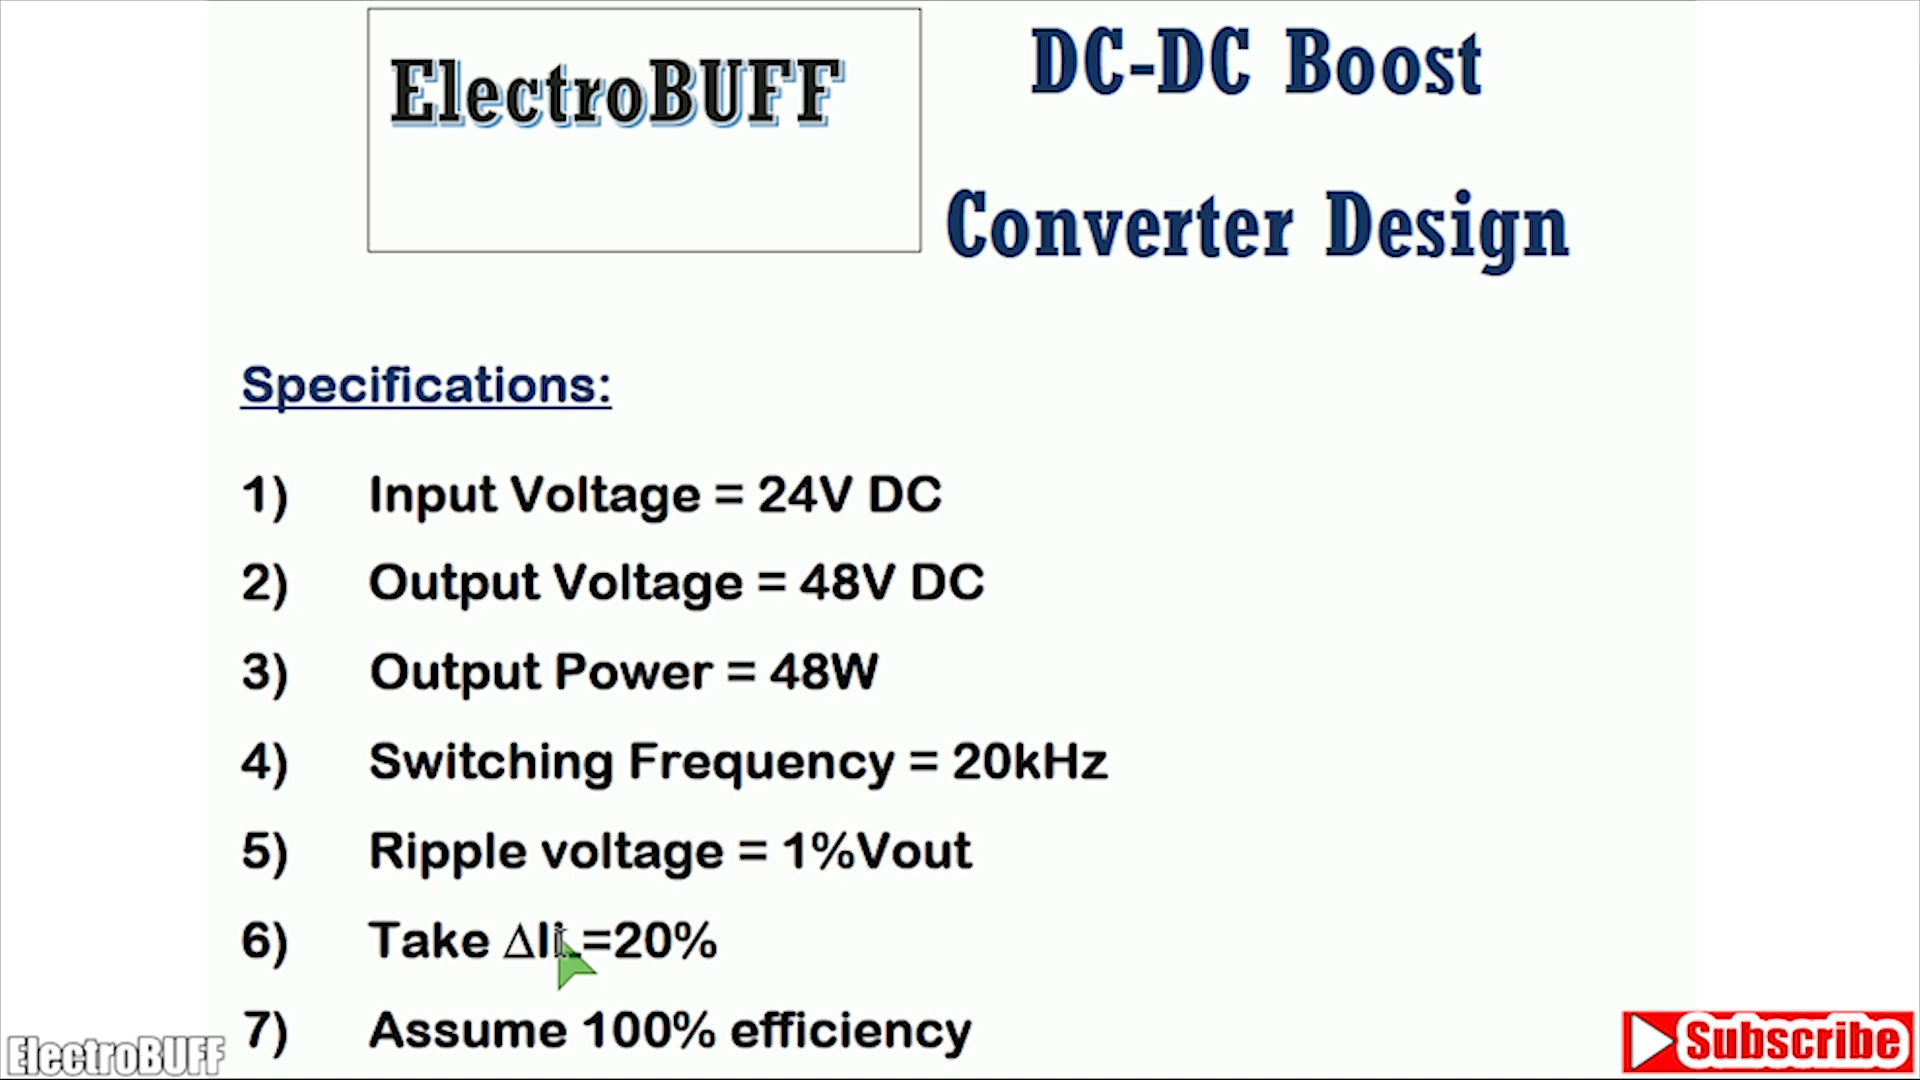 ElectroBUFF
DC-DC Boost
Converter Design
Specifications:
1) Input Voltage = 24V DC
2) Output Voltage = 48V DC
3) Output Power = 48W
4) Switching Frequency = 20kHz
5) Ripple voltage = 1%Vout
6) Take ΔIL=20%
7) Assume 100% efficiency
ElectroBUFF
Subscribe